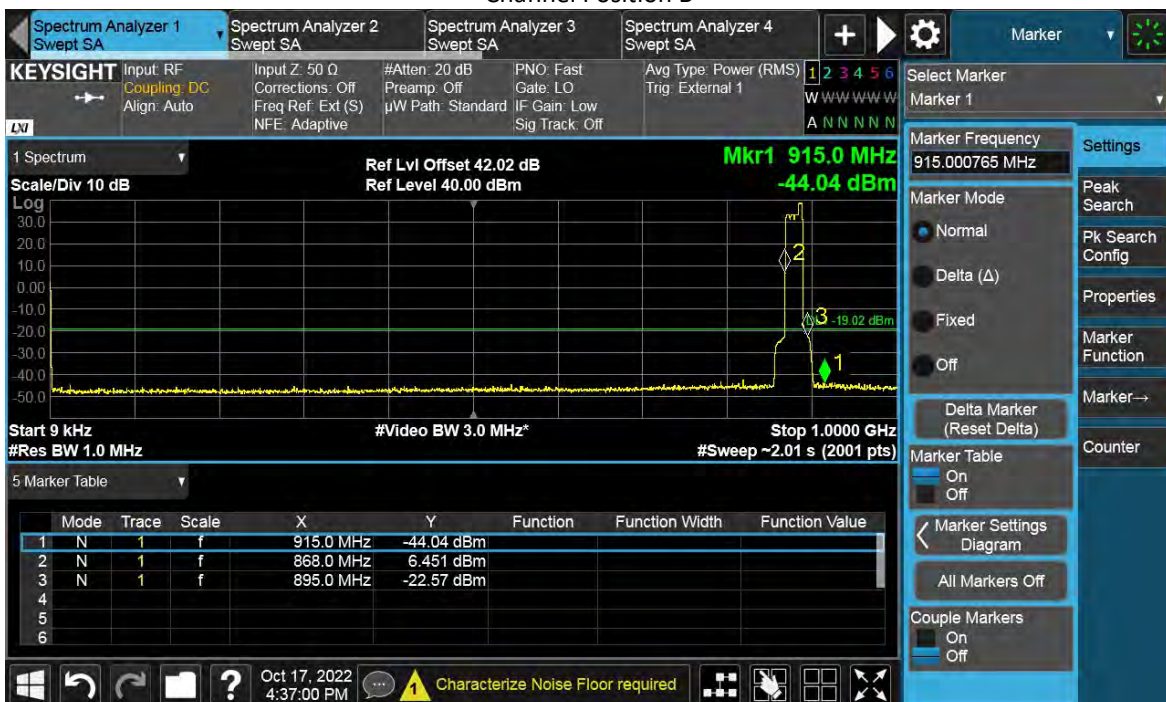 Spectrum Analyzer 1
Swept SA
Spectrum Analyzer 2
Swept SA
Spectrum Analyzer 3
Swept SA
Spectrum Analyzer 4
Swept SA
+
Marker
KEYSIGHT
LXI
Input: RF
Coupling: DC
Align: Auto
Input Z: 50 Ω
Corrections: Off
Freq Ref: Ext (S)
NFE: Adaptive
#Atten: 20 dB
Preamp: Off
µW Path: Standard
PNO: Fast
Gate: LO
IF Gain: Low
Sig Track: Off
Avg Type: Power (RMS)
Trig: External 1
1 2 3 4 5 6
W W W W W W
A N N N N N
1 Spectrum
Scale/Div 10 dB
Ref Lvl Offset 42.02 dB
Ref Level 40.00 dBm
Mkr1 915.0 MHz
-44.04 dBm
Log
30.0
20.0
10.0
0.00
-10.0
-20.0
-30.0
-40.0
-50.0
2
3
-19.02 dBm
1
Start 9 kHz
#Res BW 1.0 MHz
#Video BW 3.0 MHz*
Stop 1.0000 GHz
#Sweep ~2.01 s (2001 pts)
5 Marker Table
Mode Trace Scale X Y Function Function Width Function Value
1 N 1 f 915.0 MHz -44.04 dBm
2 N 1 f 868.0 MHz 6.451 dBm
3 N 1 f 895.0 MHz -22.57 dBm
4
5
6
?
Oct 17, 2022
4:37:00 PM
1
Characterize Noise Floor required
Select Marker
Marker 1
Marker Frequency
915.000765 MHz
Marker Mode
Normal
Delta (Δ)
Fixed
Off
Delta Marker
(Reset Delta)
Marker Table
On
Off
Marker Settings
Diagram
All Markers Off
Couple Markers
On
Off
Settings
Peak
Search
Pk Search
Config
Properties
Marker
Function
Marker→
Counter